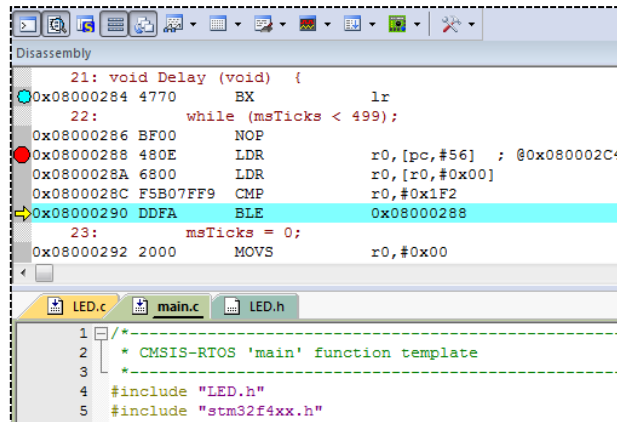 Disassembly
21: void Delay (void)  {
0x08000284 4770      BX            lr
22:         while (msTicks < 499);
0x08000286 BF00      NOP
0x08000288 480E      LDR           r0,[pc,#56]  ; @0x080002C4
0x0800028A 6800      LDR           r0,[r0,#0x00]
0x0800028C F5B07FF9  CMP           r0,#0x1F2
0x08000290 DDFA      BLE           0x08000288
23:         msTicks = 0;
0x08000292 2000      MOVS          r0,#0x00
LED.c main.c LED.h
1 /*----------------------------------------------------------
2  * CMSIS-RTOS 'main' function template
3  *----------------------------------------------------------
4 #include "LED.h"
5 #include "stm32f4xx.h"